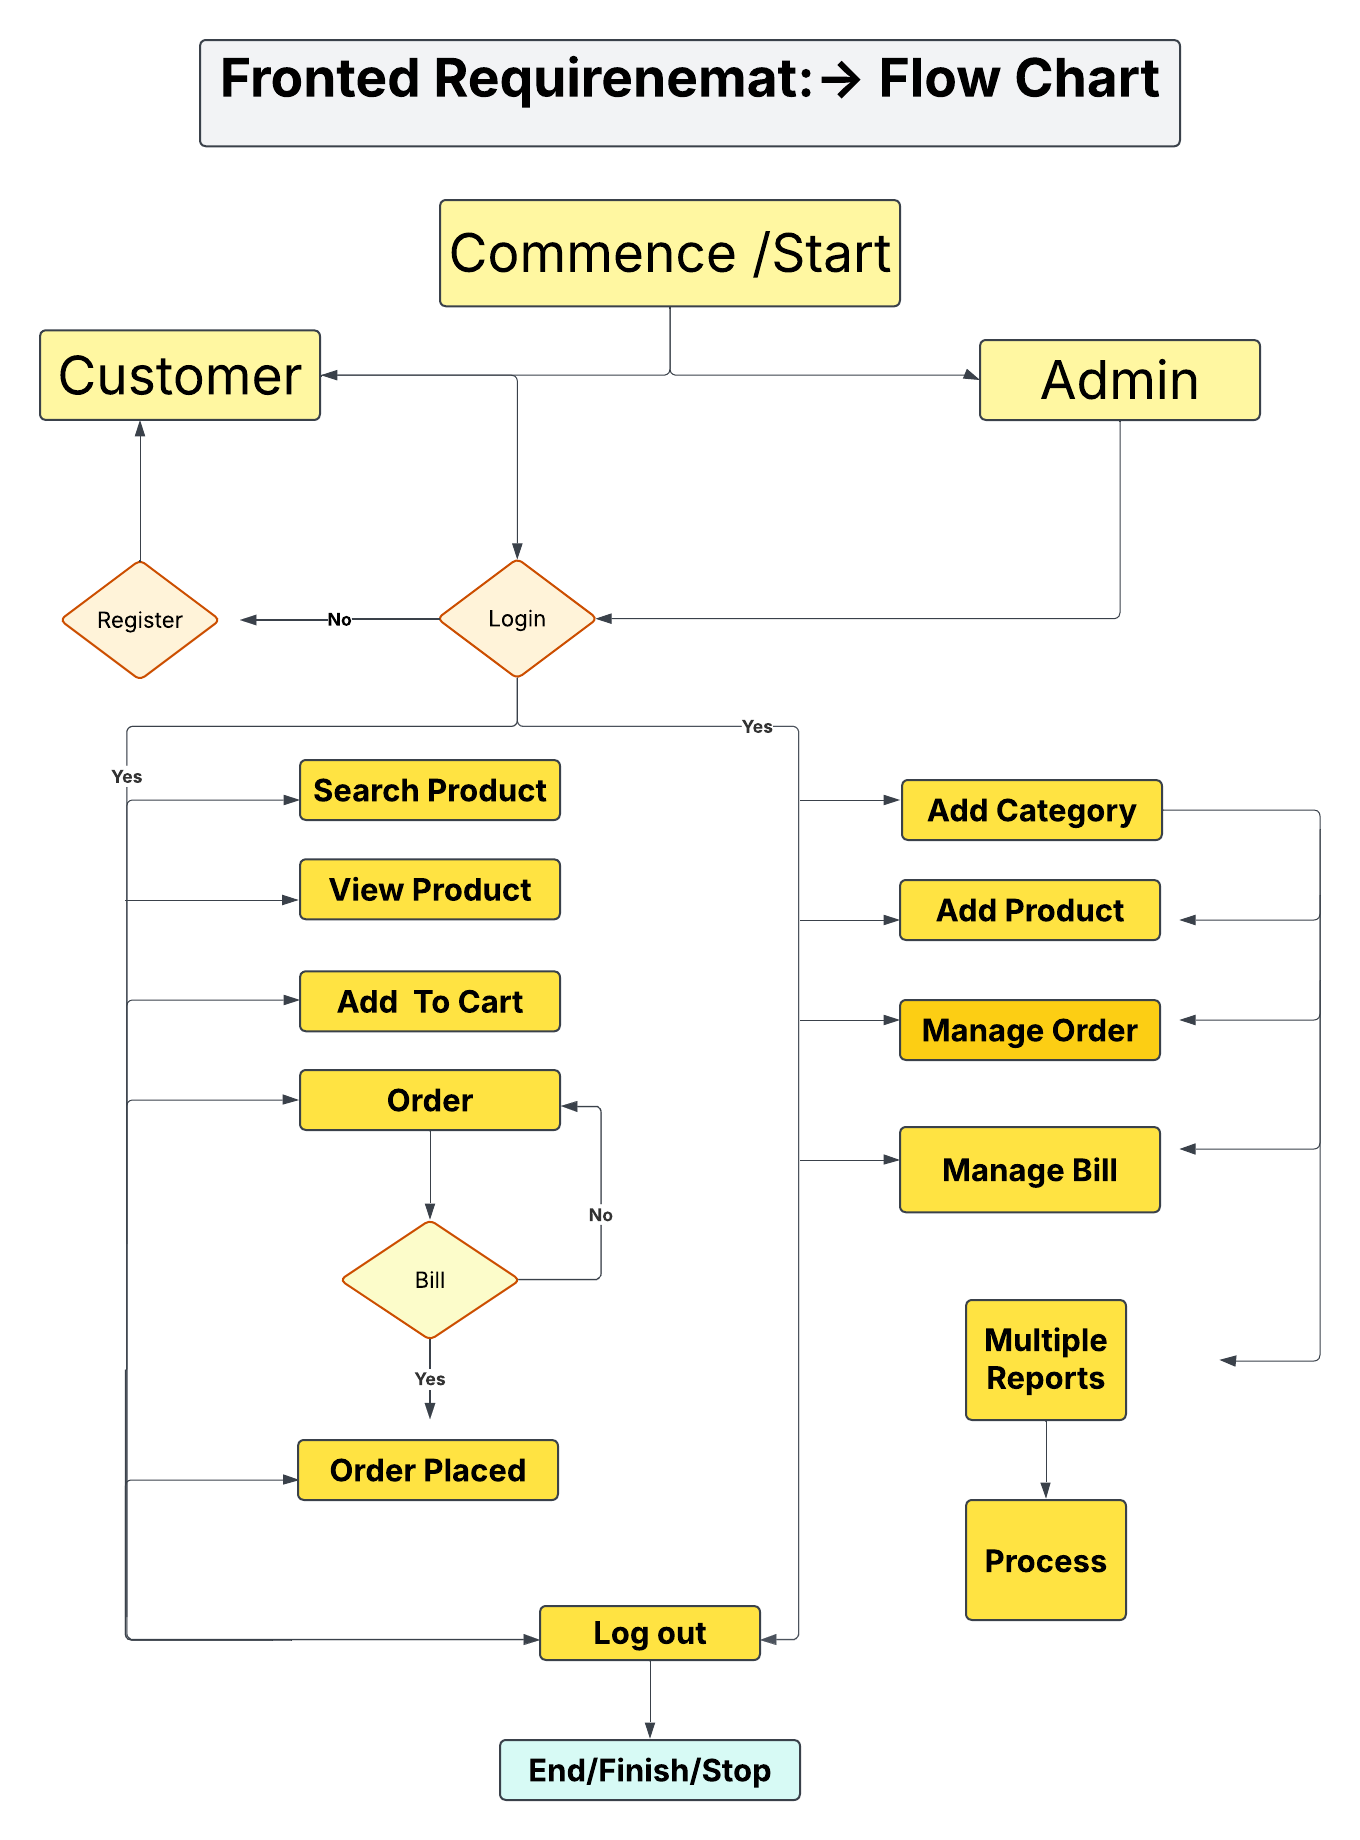 Fronted Requirenemat:→ Flow Chart
Commence /Start
Customer
Admin
Register
No
Login
Yes
Yes
Search Product
View Product
Add  To Cart
Order
No
Bill
Yes
Order Placed
Add Category
Add Product
Manage Order
Manage Bill
Multiple
Reports
Process
Log out
End/Finish/Stop